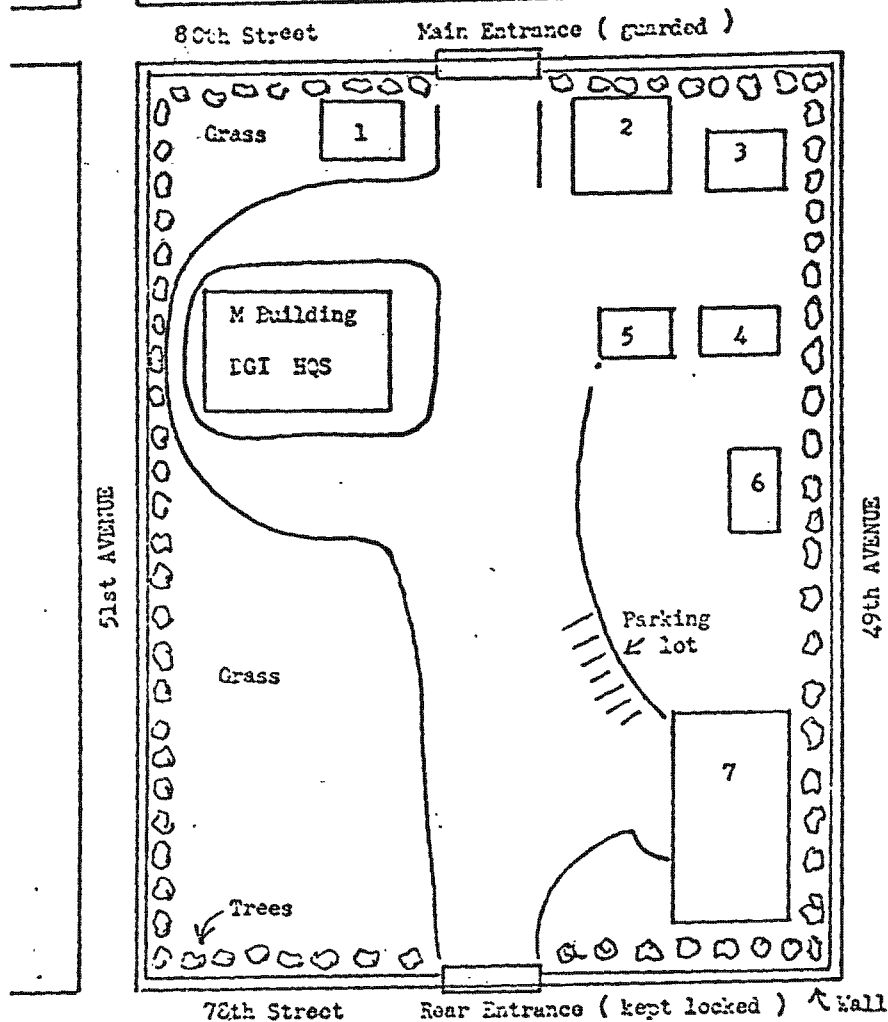 80th Street
Main Entrance ( guarded )
Grass
1
2
3
M Building
DGI HQS
5
4
6
51st AVENUE
49th AVENUE
Parking
lot
Grass
7
Trees
78th Street
Rear Entrance ( kept locked )
Wall